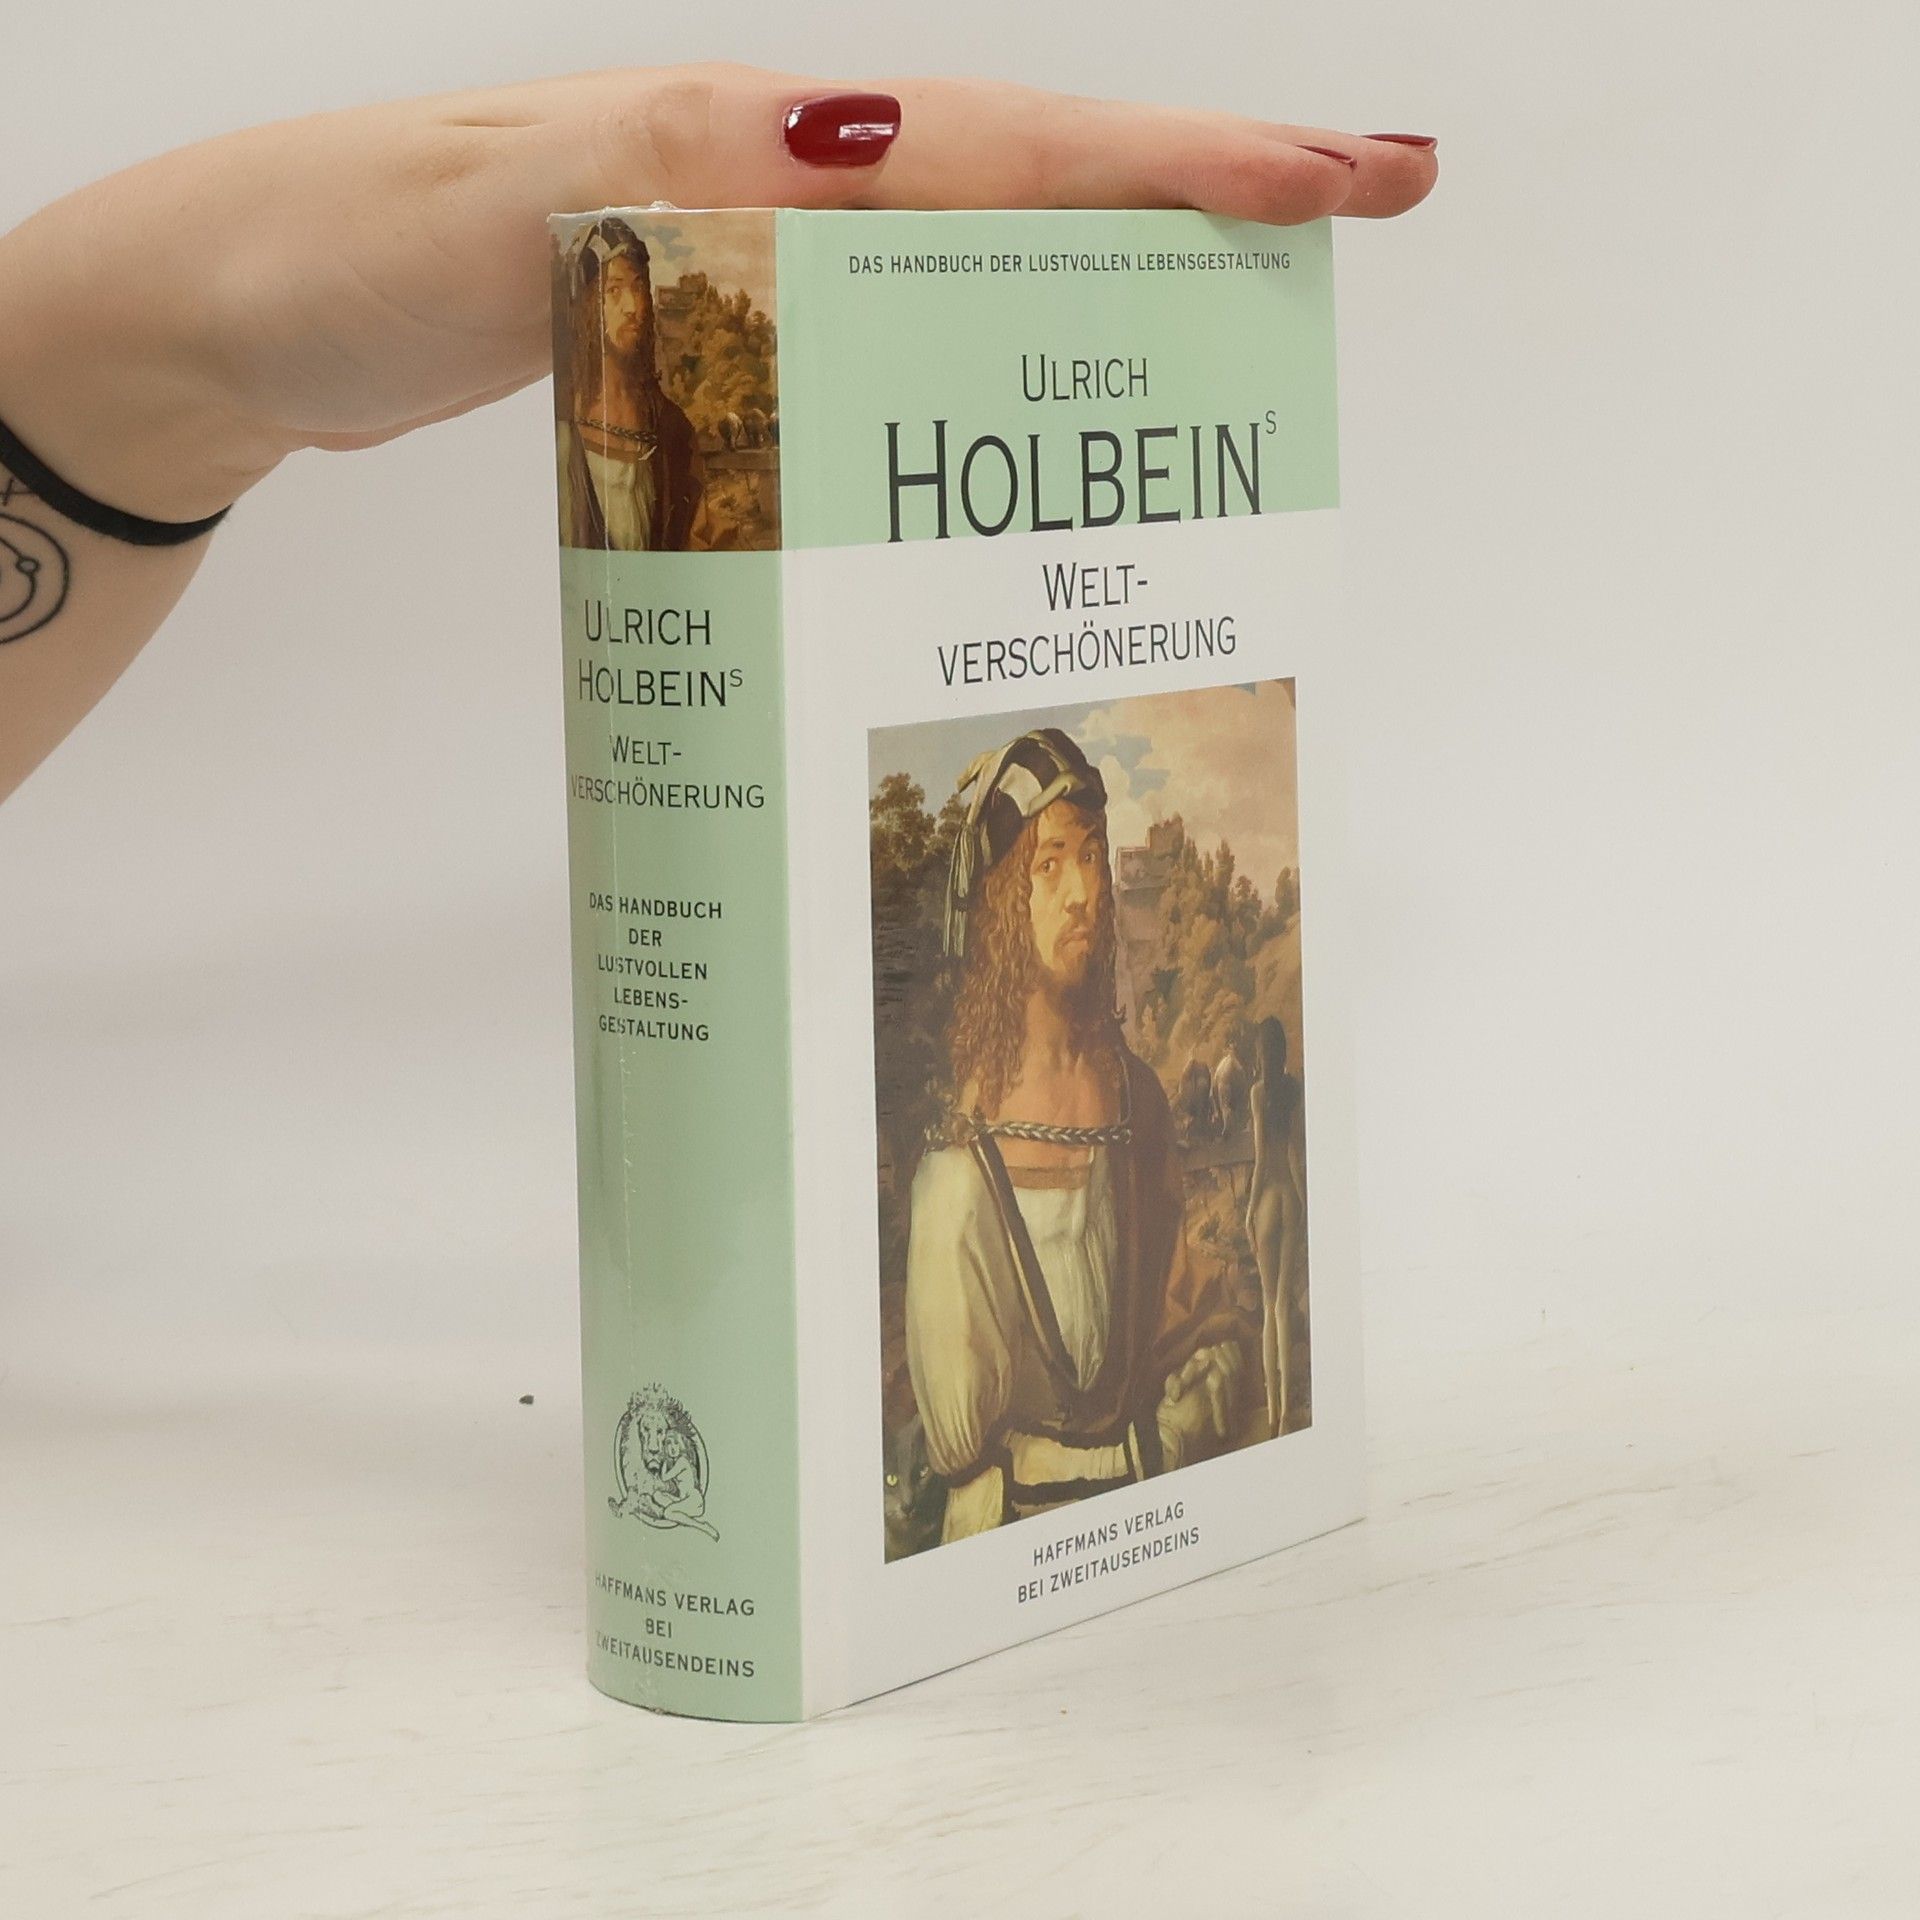 DAS HANDBUCH DER LUSTVOLLEN LEBENSGESTALTUNG
ULRICH
HOLBEINS
WELT-
VERSCHÖNERUNG
HAFFMANS VERLAG
BEI ZWEITAUSENDEINS
ULRICH
HOLBEINS
WELT-
VERSCHÖNERUNG
DAS HANDBUCH
DER
LUSTVOLLEN
LEBENS-
GESTALTUNG
HAFFMANS VERLAG
BEI
ZWEITAUSENDEINS